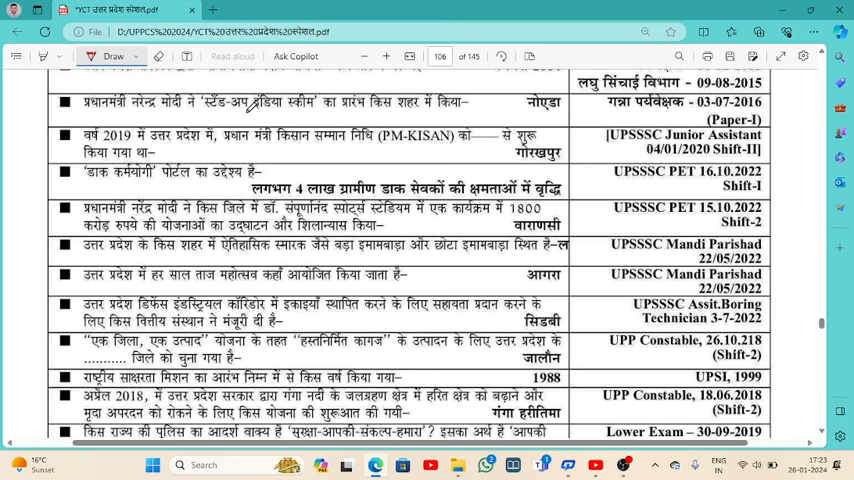 *YCT उत्तर प्रदेश स्पेशल.pdf
File
D:/UPPCS%202024/YCT%20उत्तर%20प्रदेश%20स्पेशल.pdf
Draw
Read aloud
Ask Copilot
106 of 145
लघु सिंचाई विभाग - 09-08-2015
प्रधानमंत्री नरेन्द्र मोदी ने 'स्टैंड-अप इंडिया स्कीम' का प्रारंभ किस शहर में किया– नोएडा
गन्ना पर्यवेक्षक – 03-07-2016
(Paper-I)
वर्ष 2019 में उत्तर प्रदेश में, प्रधान मंत्री किसान सम्मान निधि (PM-KISAN) को—— से शुरू
किया गया था– गोरखपुर
[UPSSSC Junior Assistant
04/01/2020 Shift-II]
'डाक कर्मयोगी' पोर्टल का उद्देश्य है-
लगभग 4 लाख ग्रामीण डाक सेवकों की क्षमताओं में वृद्धि
UPSSSC PET 16.10.2022
Shift-I
प्रधानमंत्री नरेंद्र मोदी ने किस जिले में डॉ. संपूर्णानंद स्पोर्ट्स स्टेडियम में एक कार्यक्रम में 1800
करोड़ रुपये की योजनाओं का उद्घाटन और शिलान्यास किया– वाराणसी
UPSSSC PET 15.10.2022
Shift-2
उत्तर प्रदेश के किस शहर में ऐतिहासिक स्मारक जैसे बड़ा इमामबाड़ा और छोटा इमामबाड़ा स्थित है-ल
UPSSSC Mandi Parishad
22/05/2022
उत्तर प्रदेश में हर साल ताज महोत्सव कहाँ आयोजित किया जाता है– आगरा
UPSSSC Mandi Parishad
22/05/2022
उत्तर प्रदेश डिफेंस इंडस्ट्रियल कॉरिडोर में इकाइयाँ स्थापित करने के लिए सहायता प्रदान करने के
लिए किस वित्तीय संस्थान ने मंजूरी दी है– सिडबी
UPSSSC Assit.Boring
Technician 3-7-2022
"एक जिला, एक उत्पाद" योजना के तहत "हस्तनिर्मित कागज" के उत्पादन के लिए उत्तर प्रदेश के
........... जिले को चुना गया है– जालौन
UPP Constable, 26.10.218
(Shift-2)
राष्ट्रीय साक्षरता मिशन का आरंभ निम्न में से किस वर्ष किया गया– 1988
UPSI, 1999
अप्रैल 2018, में उत्तर प्रदेश सरकार द्वारा गंगा नदी के जलग्रहण क्षेत्र में हरित क्षेत्र को बढ़ाने और
मृदा अपरदन को रोकने के लिए किस योजना की शुरूआत की गयी– गंगा हरीतिमा
UPP Constable, 18.06.2018
(Shift-2)
किस राज्य की पुलिस का आदर्श वाक्य है 'सुरक्षा-आपकी-संकल्प-हमारा'? इसका अर्थ है 'आपकी
Lower Exam – 30-09-2019
16°C
Sunset
Search
ENG
IN
17:23
26-01-2024